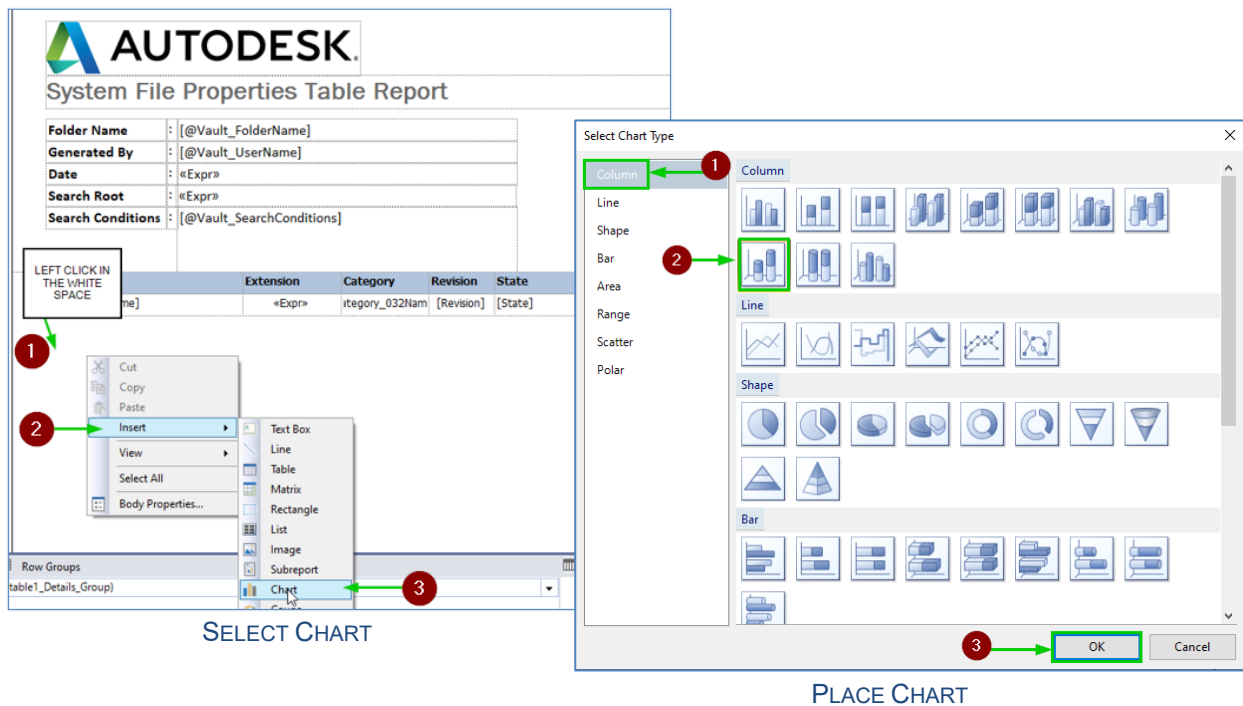 AUTODESK.
System File Properties Table Report
Folder Name : [@Vault_FolderName]
Generated By : [@Vault_UserName]
Date : «Expr»
Search Root : «Expr»
Search Conditions : [@Vault_SearchConditions]
LEFT CLICK IN
THE WHITE
SPACE
Extension Category Revision State
me] «Expr» ategory_032Nam [Revision] [State]
1
Cut
Copy
Paste
2
Insert
View
Select All
Body Properties...
Text Box
Line
Table
Matrix
Rectangle
List
Image
Subreport
Chart
3
Row Groups
table1_Details_Group)
SELECT CHART
Select Chart Type
Column
1
Line
Shape
Bar
Area
Range
Scatter
Polar
Column
2
Line
Shape
Bar
3
OK
Cancel
PLACE CHART